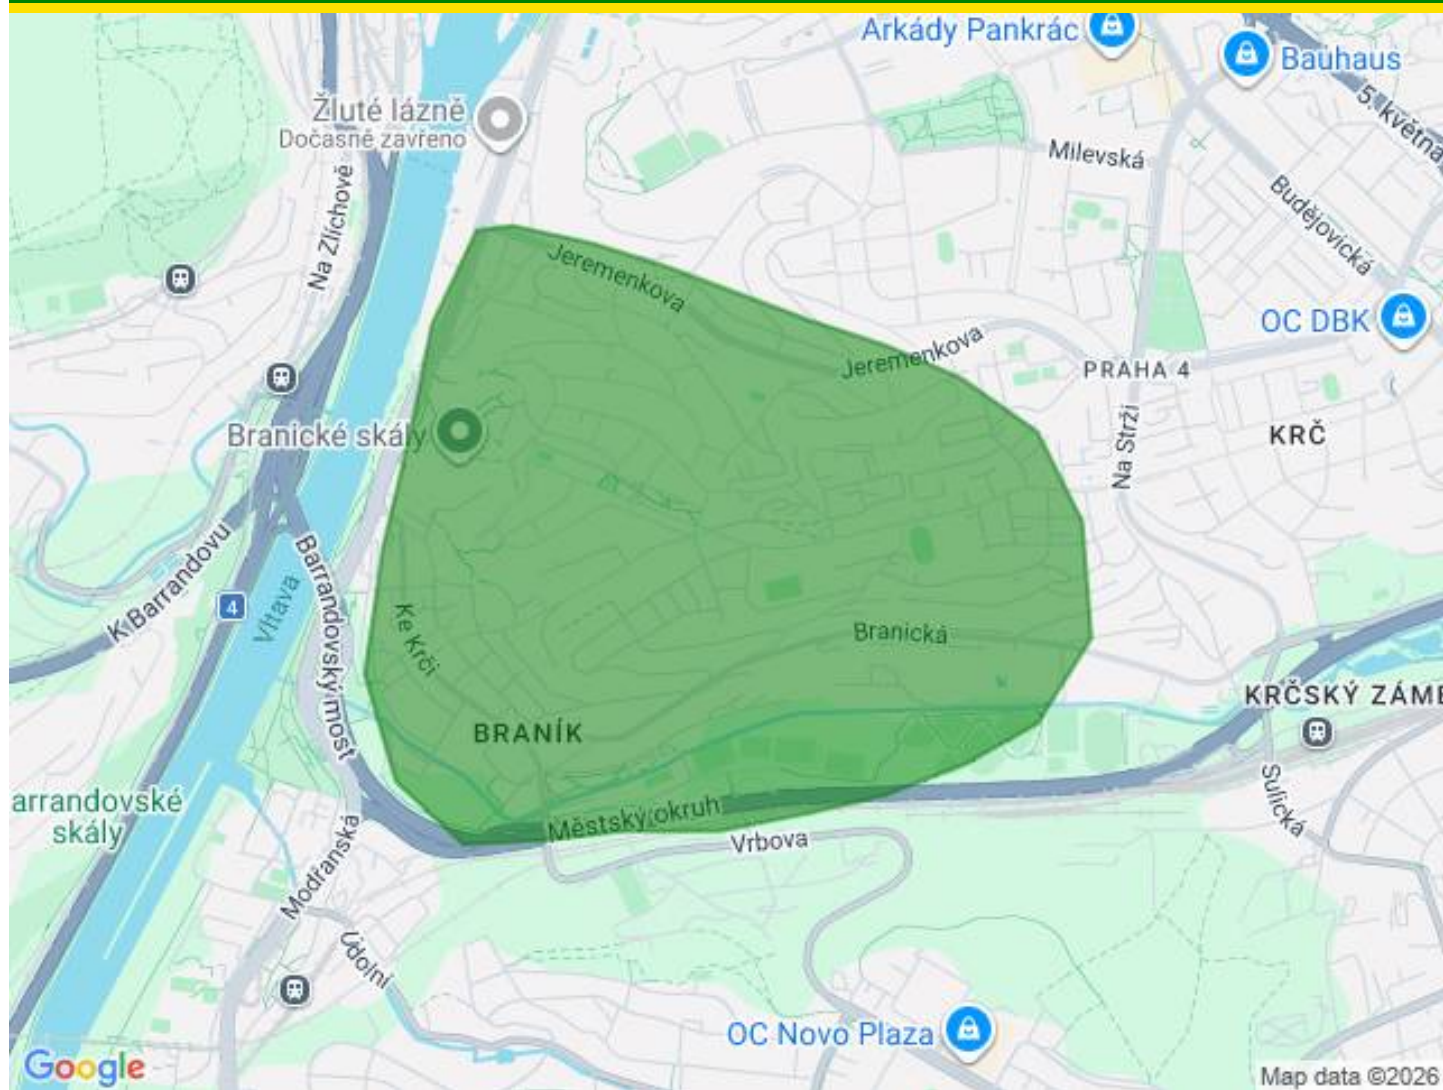 Arkády Pankrác
Bauhaus
5. května
Žluté lázně
Dočasně zavřeno
Milevská
Na Zlíchově
Budějovická
Jeremenkova
OC DBK
Jeremenkova
PRAHA 4
Branické skály
Na Strži
KRČ
K Barrandovu
4
Vltava
Barrandovský most
Ke Krči
Branická
KRČSKÝ ZÁME
BRANÍK
Městský okruh
Vrbova
Sulická
arrandovské
skály
Modřanská
Údolní
OC Novo Plaza
Google
Map data ©2026